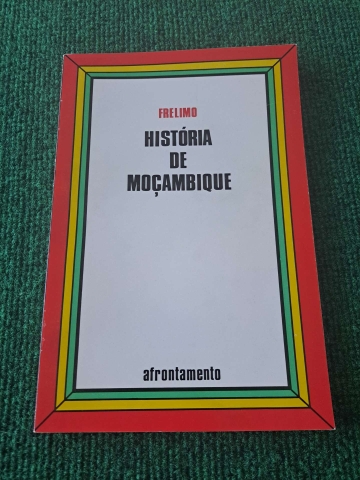 FRELIMO
HISTÓRIA
DE
MOÇAMBIQUE
afrontamento